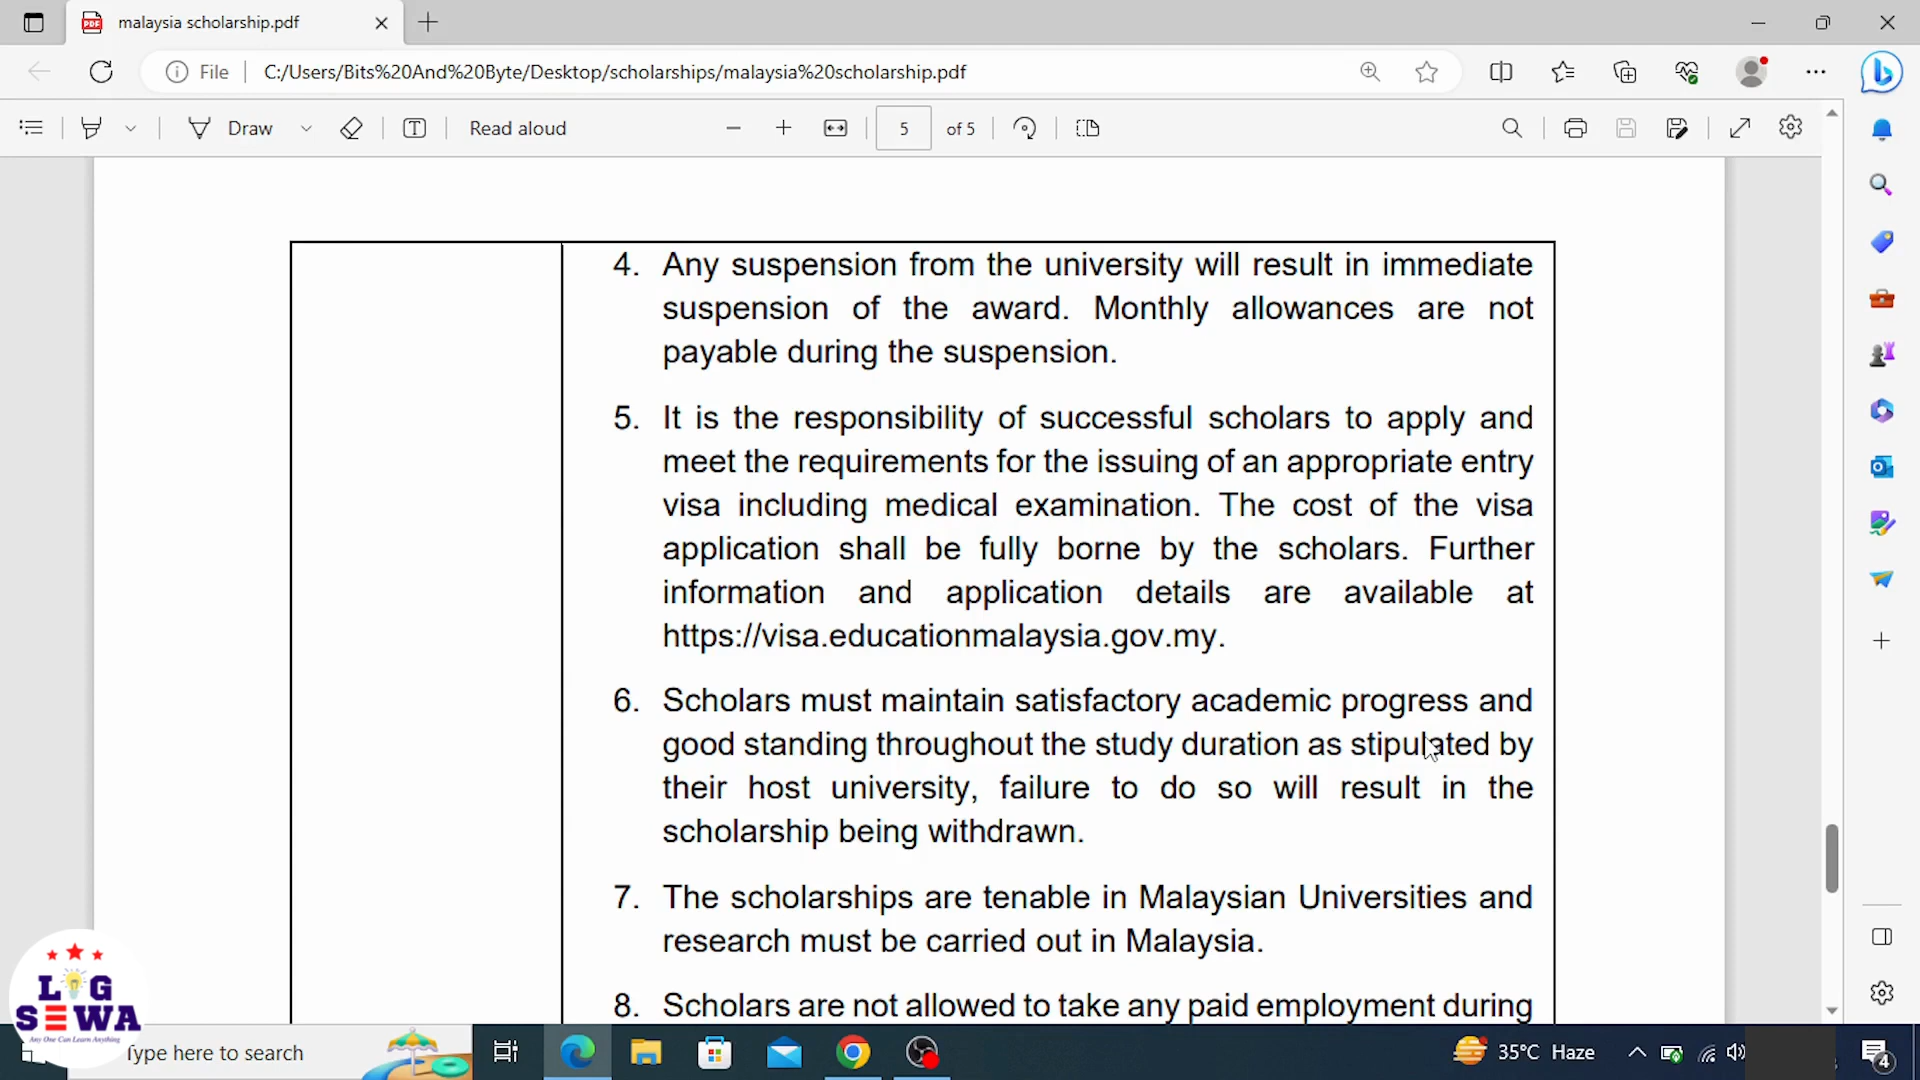 malaysia scholarship.pdf
File
C:/Users/Bits%20And%20Byte/Desktop/scholarships/malaysia%20scholarship.pdf
Draw
Read aloud
5 of 5
4. Any suspension from the university will result in immediate
suspension of the award. Monthly allowances are not
payable during the suspension.
5. It is the responsibility of successful scholars to apply and
meet the requirements for the issuing of an appropriate entry
visa including medical examination. The cost of the visa
application shall be fully borne by the scholars. Further
information and application details are available at
https://visa.educationmalaysia.gov.my.
6. Scholars must maintain satisfactory academic progress and
good standing throughout the study duration as stipulated by
their host university, failure to do so will result in the
scholarship being withdrawn.
7. The scholarships are tenable in Malaysian Universities and
research must be carried out in Malaysia.
8. Scholars are not allowed to take any paid employment during
LIG
SEWA
Any One Can Learn Anything
Type here to search
35°C Haze
4